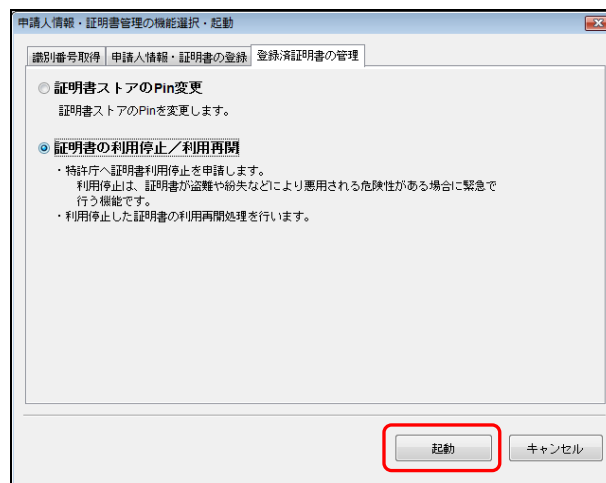 申請人情報・証明書管理の機能選択・起動
識別番号取得 申請人情報・証明書の登録 登録済証明書の管理
証明書ストアのPin変更
証明書ストアのPinを変更します。
証明書の利用停止／利用再開
・特許庁へ証明書利用停止を申請します。
利用停止は、証明書が盗難や紛失などにより悪用される危険性がある場合に緊急で
行う機能です。
・利用停止した証明書の利用再開処理を行います。
起動 キャンセル